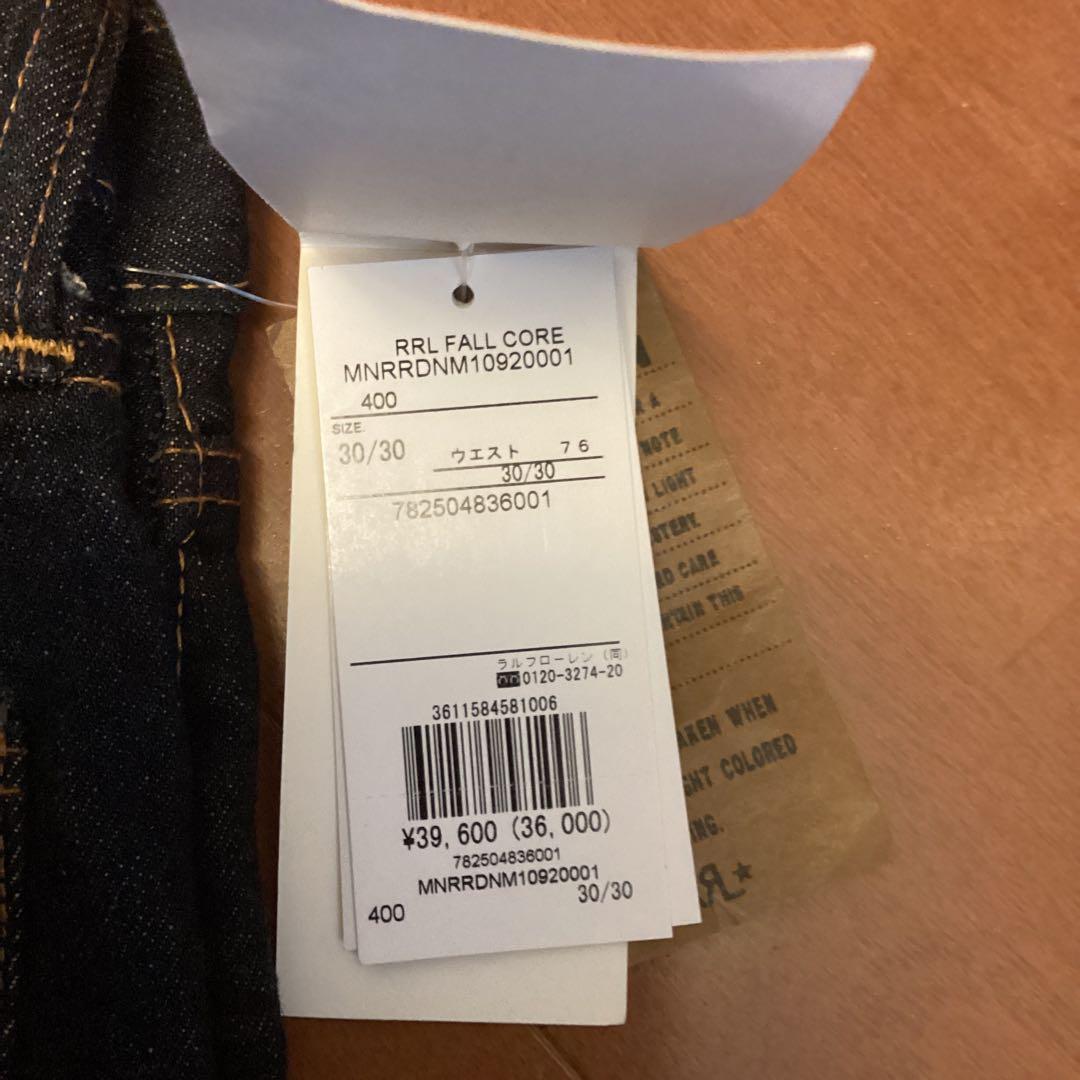 RRL FALL CORE
MNRRDNM10920001
400
SIZE.
30/30
ウエスト 76
30/30
782504836001
ラルフローレン(同)
0120-3274-20
3611584581006
¥39,600 (36,000)
782504836001
MNRRDNM10920001
400 30/30
A
NOTE
LIGHT
CARE
THIS
WHEN
COLORED